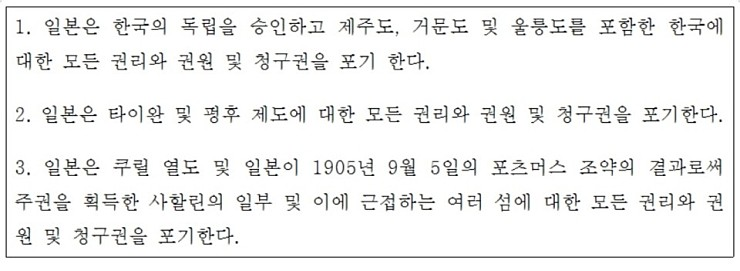 1. 일본은 한국의 독립을 승인하고 제주도, 거문도 및 울릉도를 포함한 한국에
대한 모든 권리와 권원 및 청구권을 포기 한다.
2. 일본은 타이완 및 펑후 제도에 대한 모든 권리와 권원 및 청구권을 포기한다.
3. 일본은 쿠릴 열도 및 일본이 1905년 9월 5일의 포츠머스 조약의 결과로써
주권을 획득한 사할린의 일부 및 이에 근접하는 여러 섬에 대한 모든 권리와 권
원 및 청구권을 포기한다.